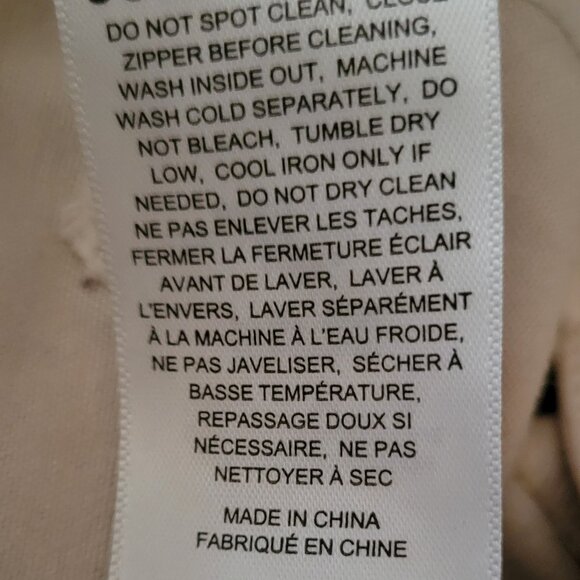 DO NOT SPOT CLEAN, CLOSE
ZIPPER BEFORE CLEANING,
WASH INSIDE OUT, MACHINE
WASH COLD SEPARATELY, DO
NOT BLEACH, TUMBLE DRY
LOW, COOL IRON ONLY IF
NEEDED, DO NOT DRY CLEAN
NE PAS ENLEVER LES TACHES,
FERMER LA FERMETURE ÉCLAIR
AVANT DE LAVER, LAVER À
L'ENVERS, LAVER SÉPARÉMENT
À LA MACHINE À L'EAU FROIDE,
NE PAS JAVELISER, SÉCHER À
BASSE TEMPÉRATURE,
REPASSAGE DOUX SI
NÉCESSAIRE, NE PAS
NETTOYER À SEC
MADE IN CHINA
FABRIQUÉ EN CHINE